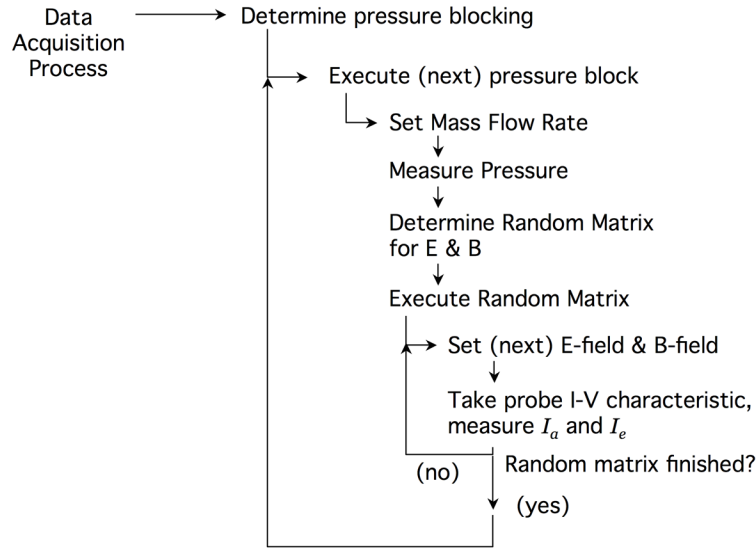 Data
Acquisition
Process
Determine pressure blocking
Execute (next) pressure block
Set Mass Flow Rate
Measure Pressure
Determine Random Matrix
for E & B
Execute Random Matrix
Set (next) E-field & B-field
Take probe I-V characteristic,
measure Iₐ and Iₑ
Random matrix finished?
(no)
(yes)